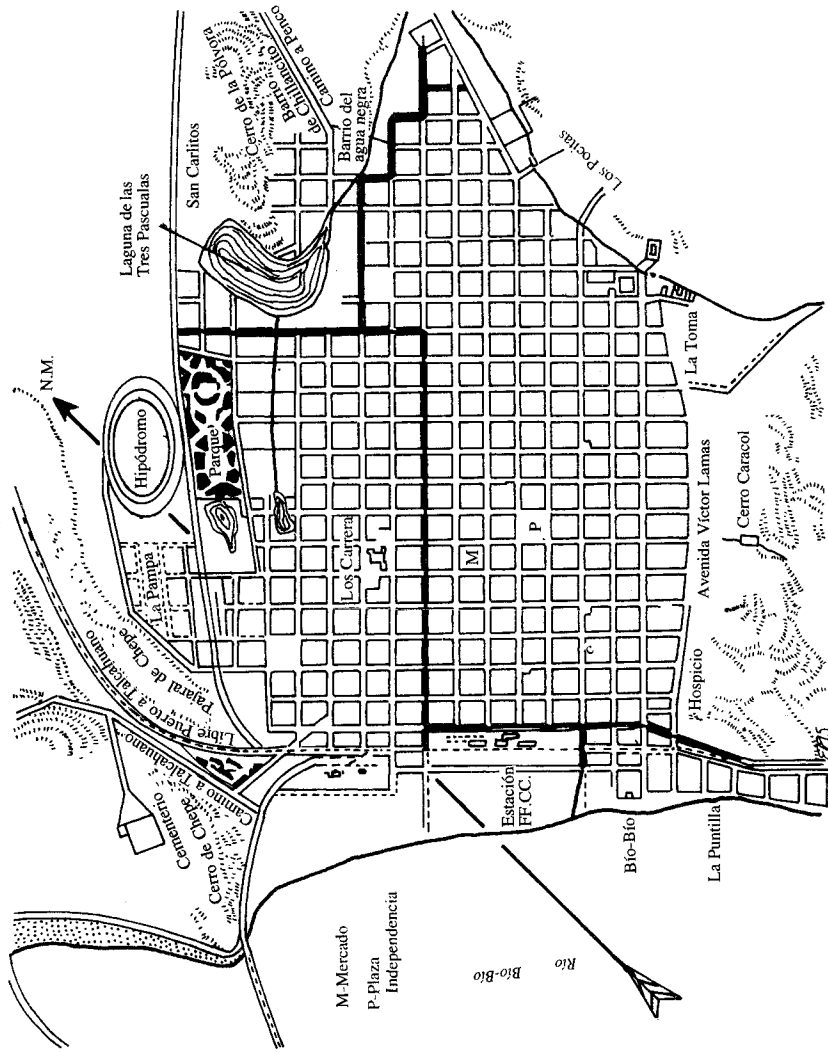 Camino a Penco
Barrio
de Chillancito
Cerro de la Pólvora
San Carlitos
Laguna de las
Tres Pascualas
Barrio del
agua negra
Los Pocitas
N.M.
Hipódromo
Parque
La Pampa
Pajaral de Chepe
Libre Puerto a Talcahuano
Camino a Talcahuano
Cementerio
Cerro de Chepe
Los Carrera
M
P
La Toma
Avenida Víctor Lamas
Cerro Caracol
Hospicio
Estación
FF.CC.
Bío-Bío
La Puntilla
M-Mercado
P-Plaza
Independencia
Río Bío-Bío